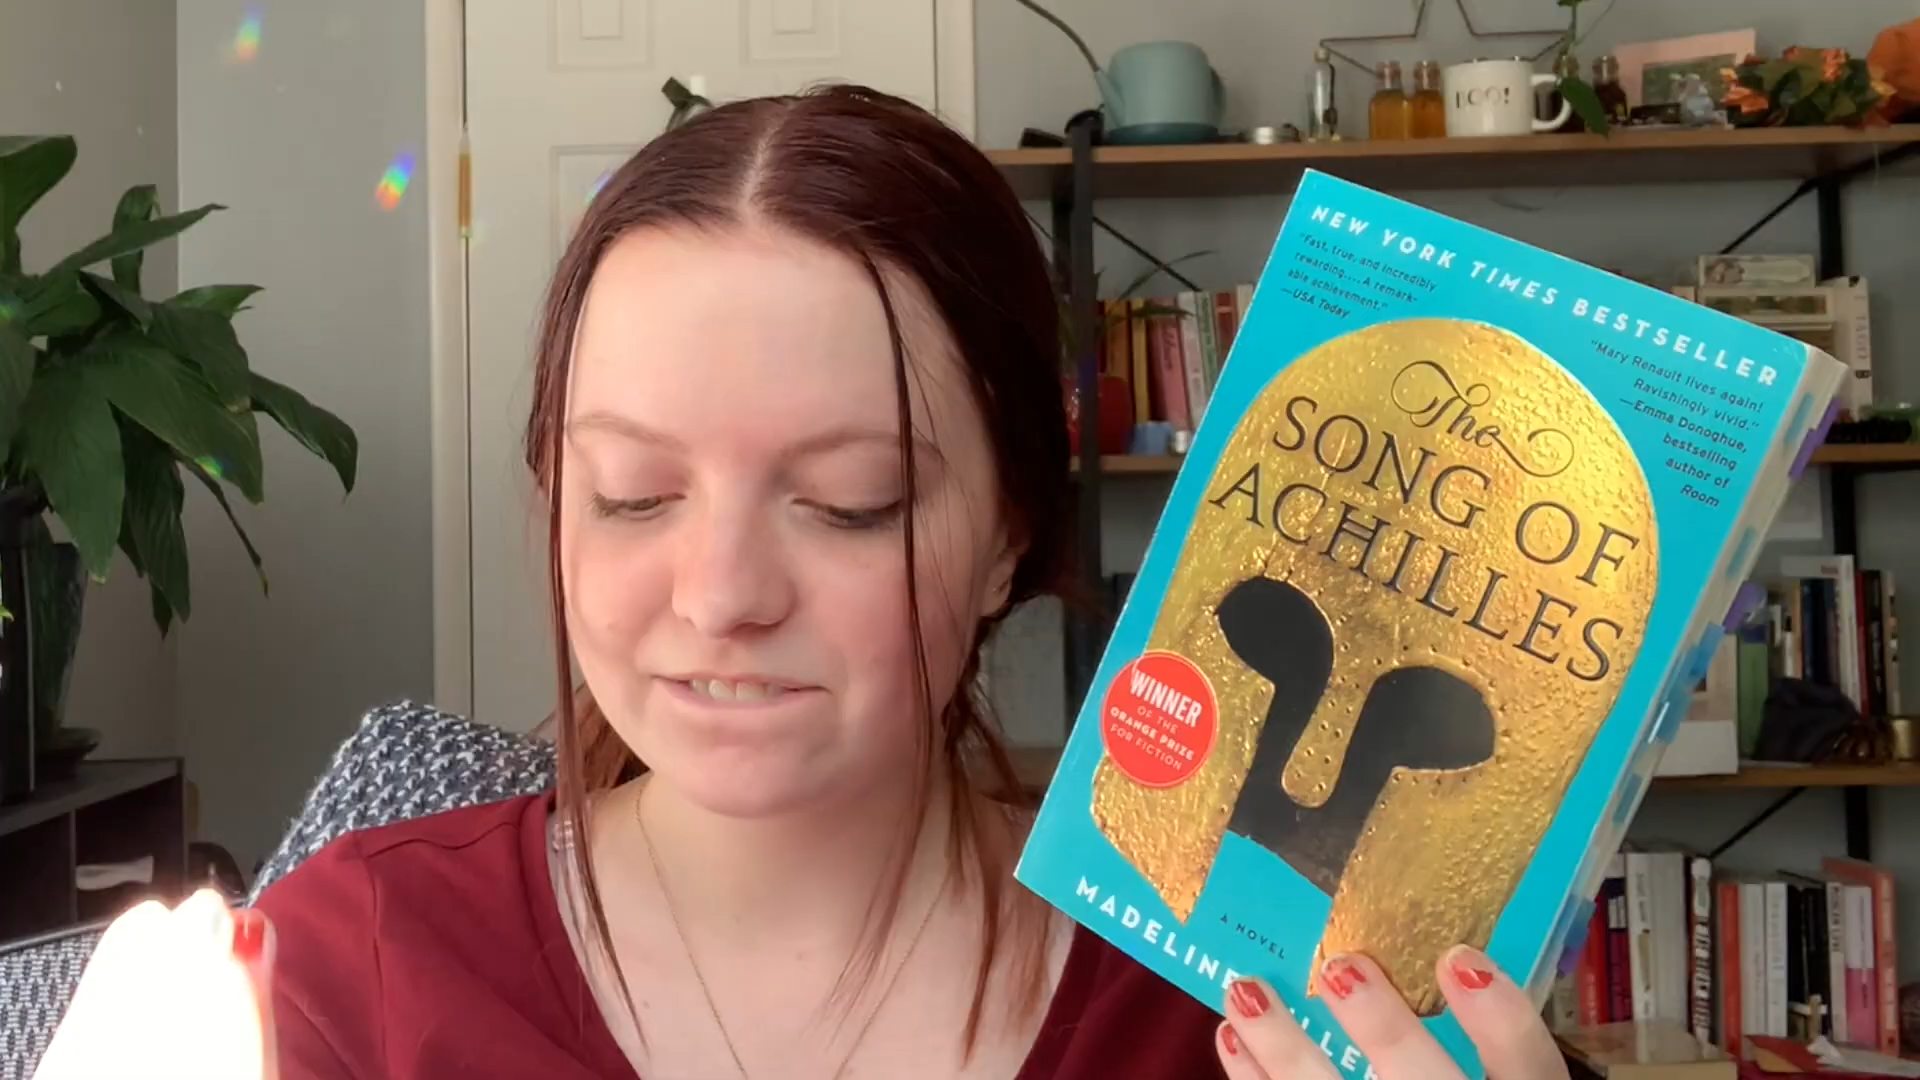 BOO!
NEW YORK TIMES BESTSELLER
"Fast, true, and incredibly
rewarding.... A remark-
able achievement."
—USA Today
"Mary Renault lives again!
Ravishingly vivid."
—Emma Donoghue,
bestselling
author of
Room
The
SONG OF
ACHILLES
WINNER
OF THE
ORANGE PRIZE
FOR FICTION
A NOVEL
MADELINE